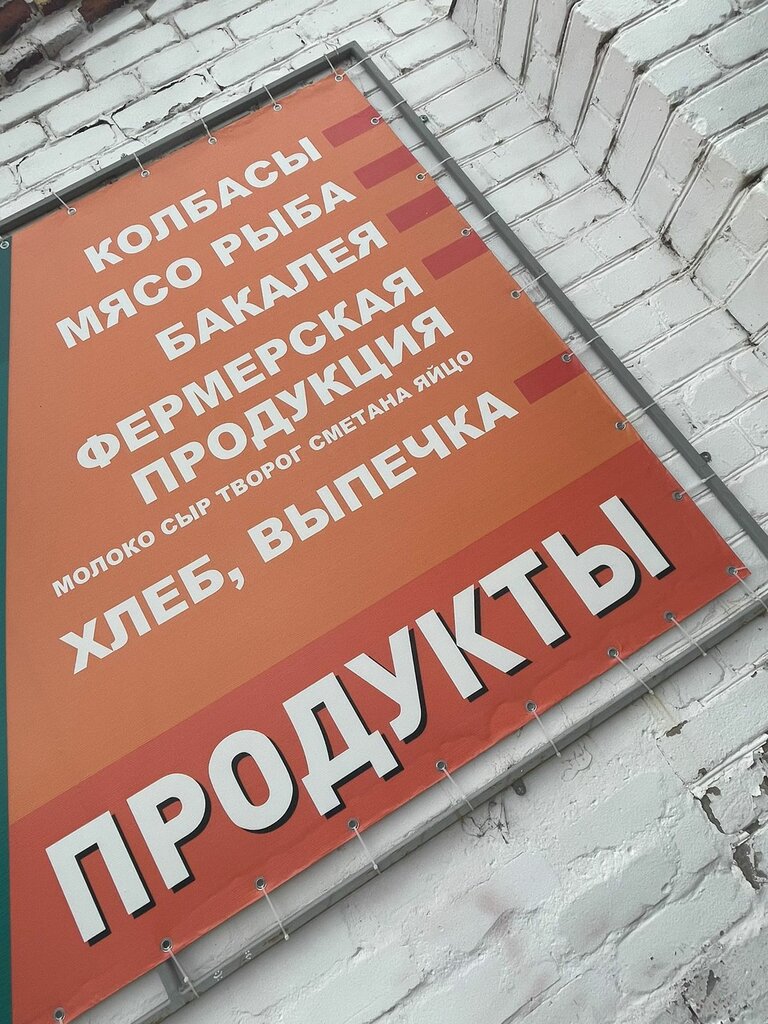 КОЛБАСЫ
МЯСО РЫБА
БАКАЛЕЯ
ФЕРМЕРСКАЯ
ПРОДУКЦИЯ
МОЛОКО СЫР ТВОРОГ СМЕТАНА ЯЙЦО
ХЛЕБ, ВЫПЕЧКА
ПРОДУКТЫ